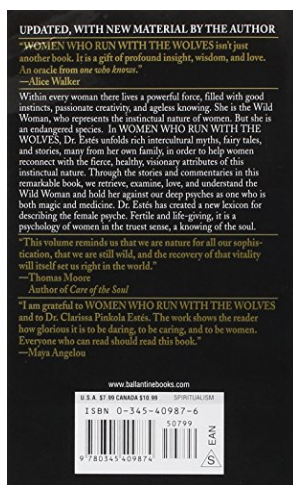 UPDATED, WITH NEW MATERIAL BY THE AUTHOR
"WOMEN WHO RUN WITH THE WOLVES isn't just
another book. It is a gift of profound insight, wisdom, and love.
An oracle from one who knows."
—Alice Walker
Within every woman there lives a powerful force, filled with good
instincts, passionate creativity, and ageless knowing. She is the Wild
Woman, who represents the instinctual nature of women. But she is
an endangered species. In WOMEN WHO RUN WITH THE
WOLVES, Dr. Estés unfolds rich intercultural myths, fairy tales,
and stories, many from her own family, in order to help women
reconnect with the fierce, healthy, visionary attributes of this
instinctual nature. Through the stories and commentaries in this
remarkable book, we retrieve, examine, love, and understand the
Wild Woman and hold her against our deep psyches as one who is
both magic and medicine. Dr. Estés has created a new lexicon for
describing the female psyche. Fertile and life-giving, it is a
psychology of women in the truest sense, a knowing of the soul.
"This volume reminds us that we are nature for all our sophis-
tication, that we are still wild, and the recovery of that vitality
will itself set us right in the world."
—Thomas Moore
Author of Care of the Soul
"I am grateful to WOMEN WHO RUN WITH THE WOLVES
and to Dr. Clarissa Pinkola Estés. The work shows the reader
how glorious it is to be daring, to be caring, and to be women.
Everyone who can read should read this book."
—Maya Angelou
www.ballantinebooks.com
U.S.A. $7.99 CANADA $10.99 SPIRITUALISM
ISBN 0-345-40987-6
50799
9 780345 409874
S
EAN